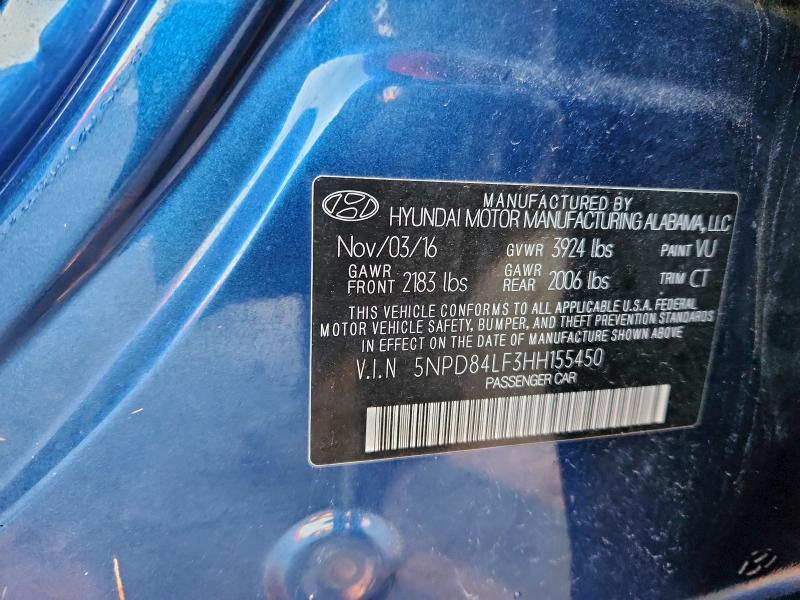 MANUFACTURED BY
HYUNDAI MOTOR MANUFACTURING ALABAMA, LLC
Nov/03/16 GVWR 3924 lbs PAINT VU
GAWR FRONT 2183 lbs GAWR REAR 2006 lbs TRIM CT
THIS VEHICLE CONFORMS TO ALL APPLICABLE U.S.A. FEDERAL
MOTOR VEHICLE SAFETY, BUMPER, AND THEFT PREVENTION STANDARDS
IN EFFECT ON THE DATE OF MANUFACTURE SHOWN ABOVE
V.I.N 5NPD84LF3HH155450
PASSENGER CAR